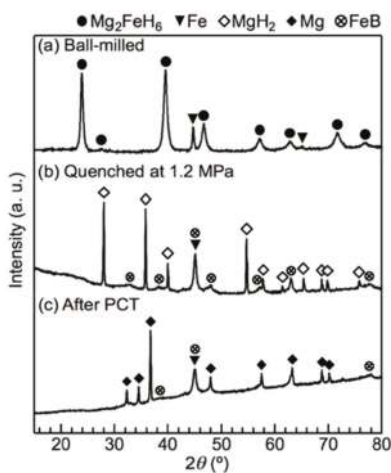 Mg₂FeH₆ Fe MgH₂ Mg FeB
(a) Ball-milled
(b) Quenched at 1.2 MPa
(c) After PCT
Intensity (a. u.)
20 30 40 50 60 70 80
2θ (º)